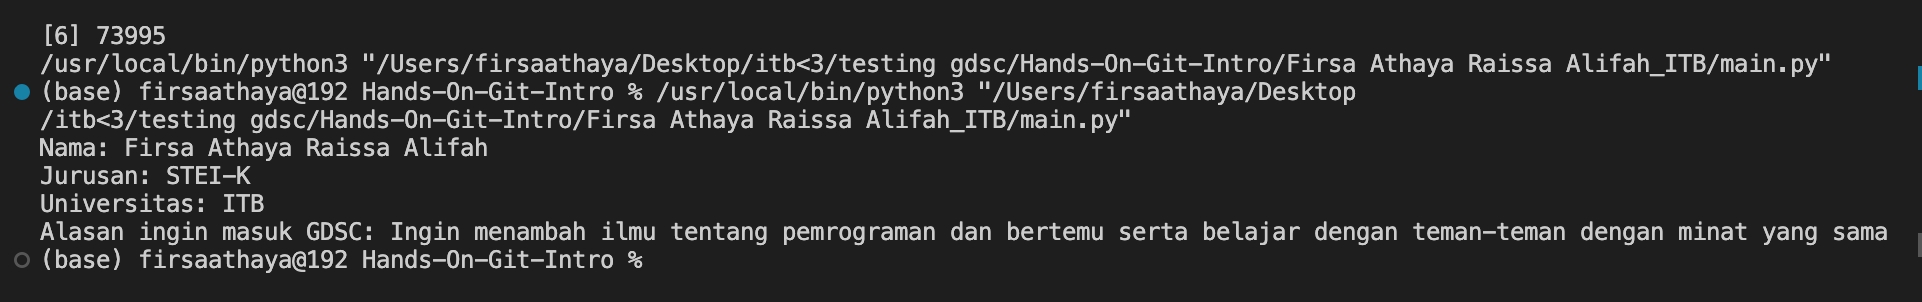 [6] 73995
/usr/local/bin/python3 "/Users/firsaathaya/Desktop/itb<3/testing gdsc/Hands-On-Git-Intro/Firsa Athaya Raissa Alifah_ITB/main.py"
(base) firsaathaya@192 Hands-On-Git-Intro % /usr/local/bin/python3 "/Users/firsaathaya/Desktop
/itb<3/testing gdsc/Hands-On-Git-Intro/Firsa Athaya Raissa Alifah_ITB/main.py"
Nama: Firsa Athaya Raissa Alifah
Jurusan: STEI-K
Universitas: ITB
Alasan ingin masuk GDSC: Ingin menambah ilmu tentang pemrograman dan bertemu serta belajar dengan teman-teman dengan minat yang sama
(base) firsaathaya@192 Hands-On-Git-Intro %